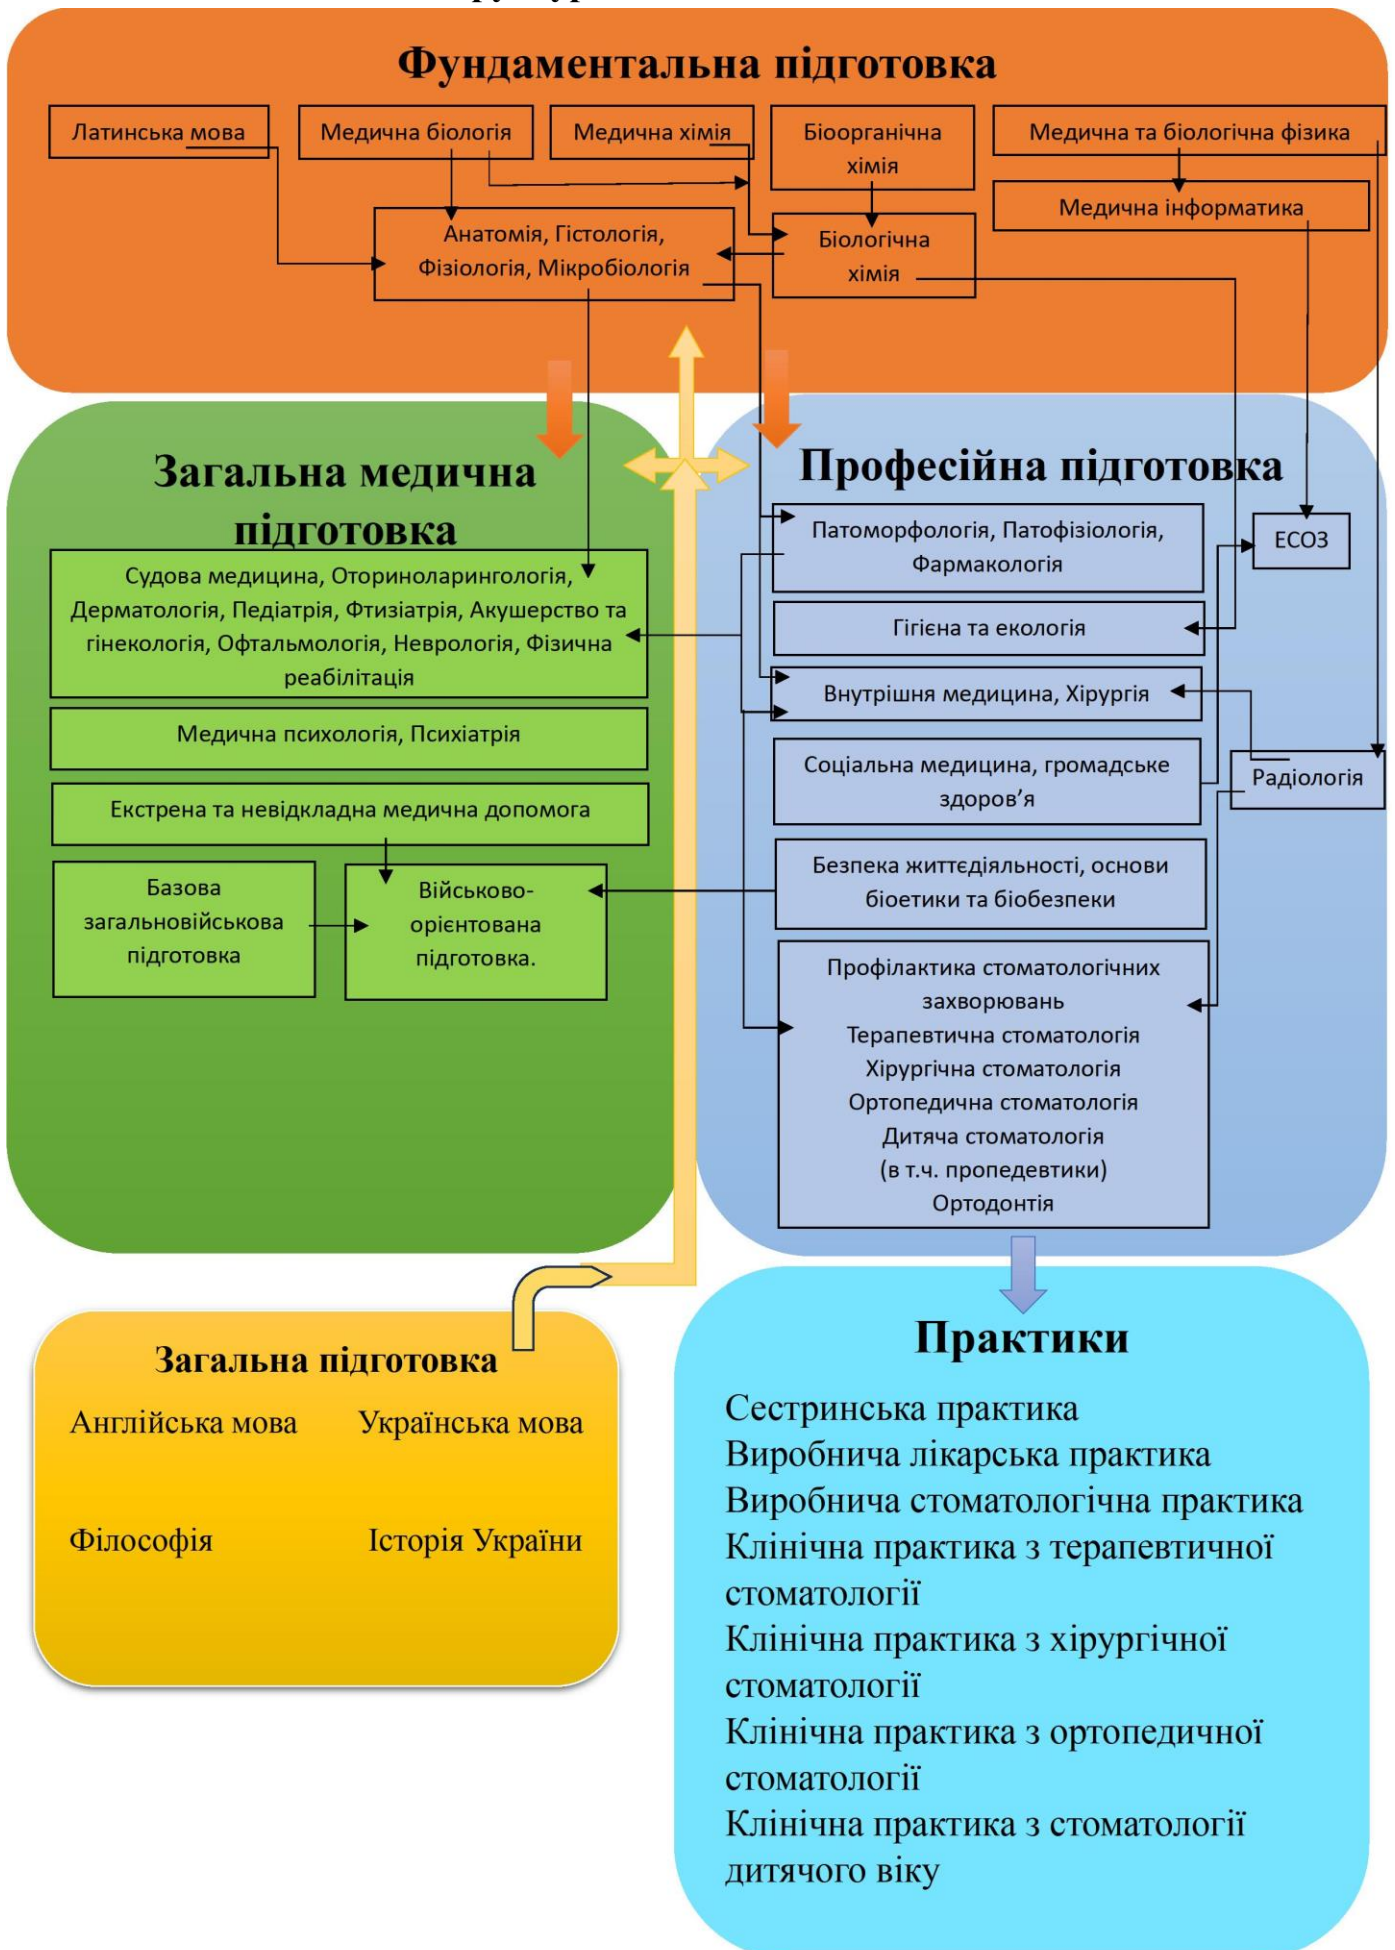 Фундаментальна підготовка
Латинська мова
Медична біологія
Медична хімія
Біоорганічна
хімія
Медична та біологічна фізика
Медична інформатика
Анатомія, Гістологія,
Фізіологія, Мікробіологія
Біологічна
хімія
Загальна медична
підготовка
Судова медицина, Оториноларингологія,
Дерматологія, Педіатрія, Фтизіатрія, Акушерство та
гінекологія, Офтальмологія, Неврологія, Фізична
реабілітація
Медична психологія, Психіатрія
Екстрена та невідкладна медична допомога
Базова
загальновійськова
підготовка
Військово-
орієнтована
підготовка.
Професійна підготовка
Патоморфологія, Патофізіологія,
Фармакологія
ЕСОЗ
Гігієна та екологія
Внутрішня медицина, Хірургія
Соціальна медицина, громадське
здоров’я
Радіологія
Безпека життєдіяльності, основи
біоетики та біобезпеки
Профілактика стоматологічних
захворювань
Терапевтична стоматологія
Хірургічна стоматологія
Ортопедична стоматологія
Дитяча стоматологія
(в т.ч. пропедевтики)
Ортодонтія
Загальна підготовка
Англійська мова
Українська мова
Філософія
Історія України
Практики
Сестринська практика
Виробнича лікарська практика
Виробнича стоматологічна практика
Клінічна практика з терапевтичної
стоматології
Клінічна практика з хірургічної
стоматології
Клінічна практика з ортопедичної
стоматології
Клінічна практика з стоматології
дитячого віку